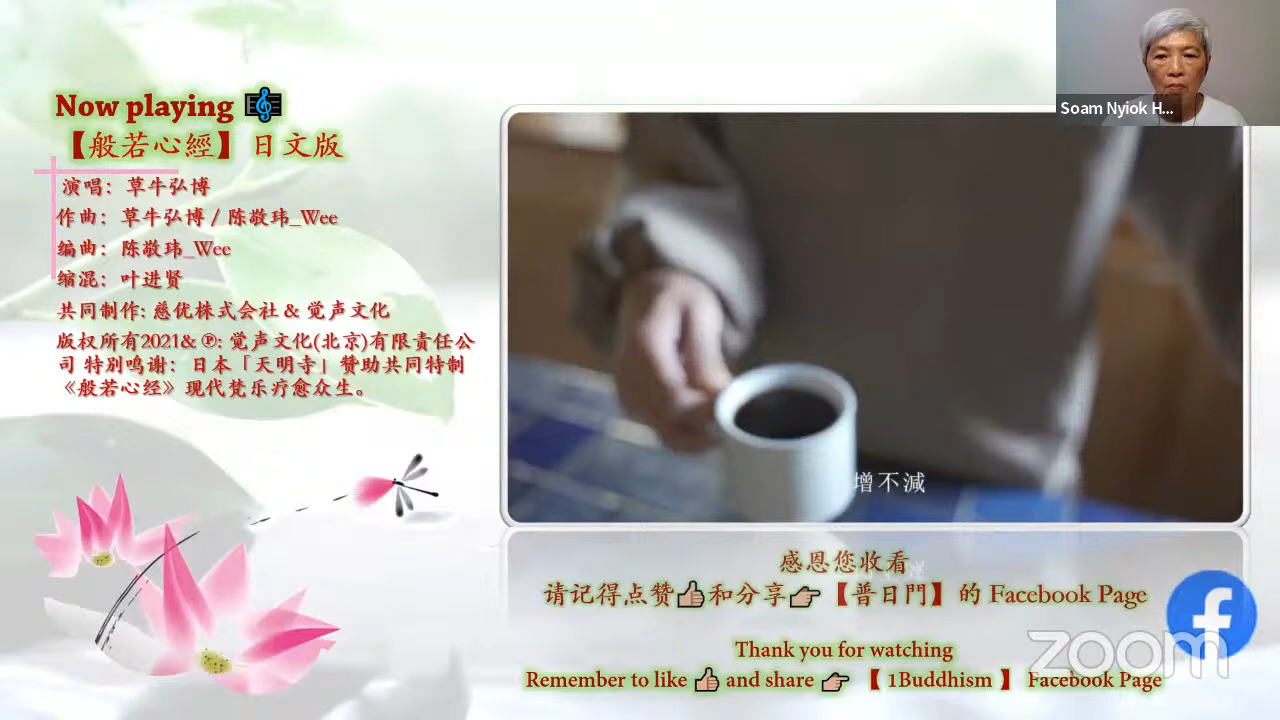 Now playing
【般若心經】日文版
演唱：草牛弘博
作曲：草牛弘博 / 陈敬玮_Wee
编曲：陈敬玮_Wee
缩混：叶进贤
共同制作: 慈优株式会社 & 觉声文化
版权所有2021& ℗: 觉声文化(北京)有限责任公
司 特别鸣谢：日本「天明寺」赞助共同特制
《般若心经》现代梵乐疗愈众生。
Soam Nyiok H...
增不減
感恩您收看
请记得点赞👍和分享👉【普日門】的 Facebook Page
Thank you for watching
Remember to like 👍 and share 👉 【 1Buddhism 】 Facebook Page
zoom